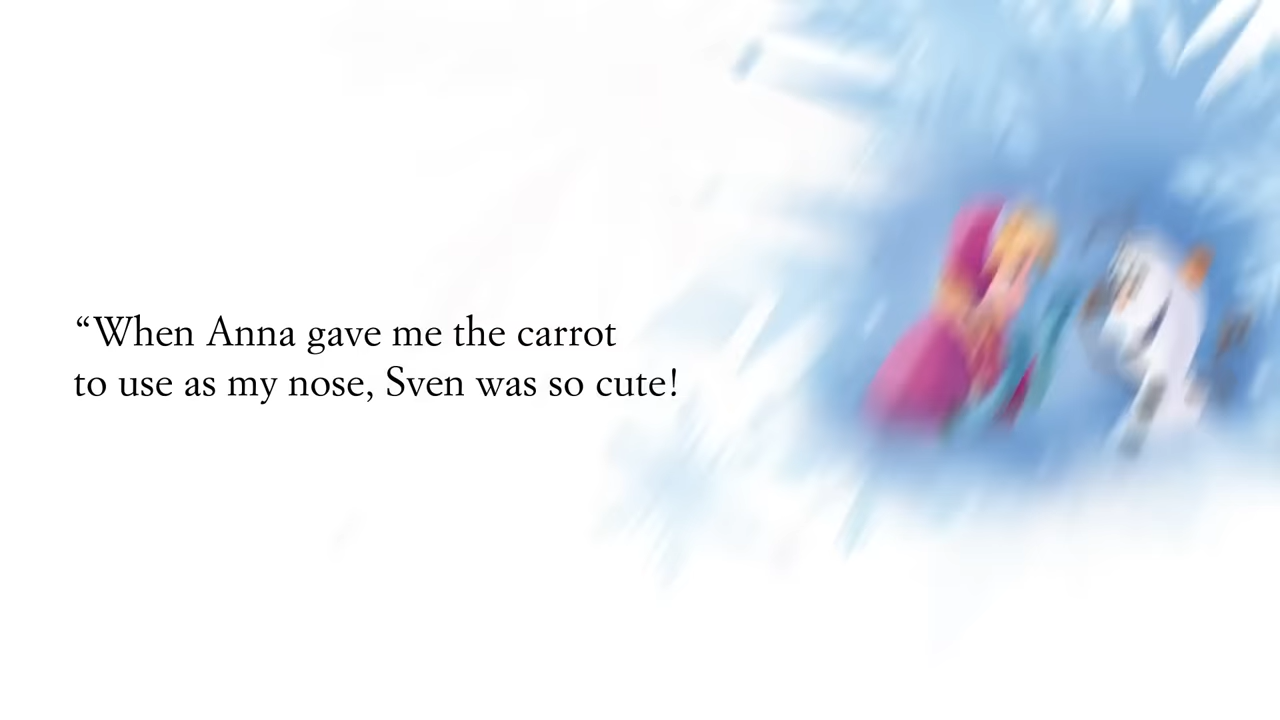 “When Anna gave me the carrot
to use as my nose, Sven was so cute!